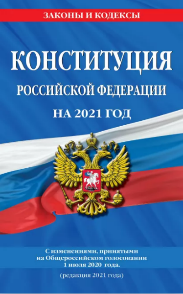 ЗАКОНЫ И КОДЕКСЫ
КОНСТИТУЦИЯ
РОССИЙСКОЙ ФЕДЕРАЦИИ
НА 2021 ГОД
С изменениями, принятыми
на Общероссийском голосовании
1 июля 2020 года.
(редакция 2021 года)